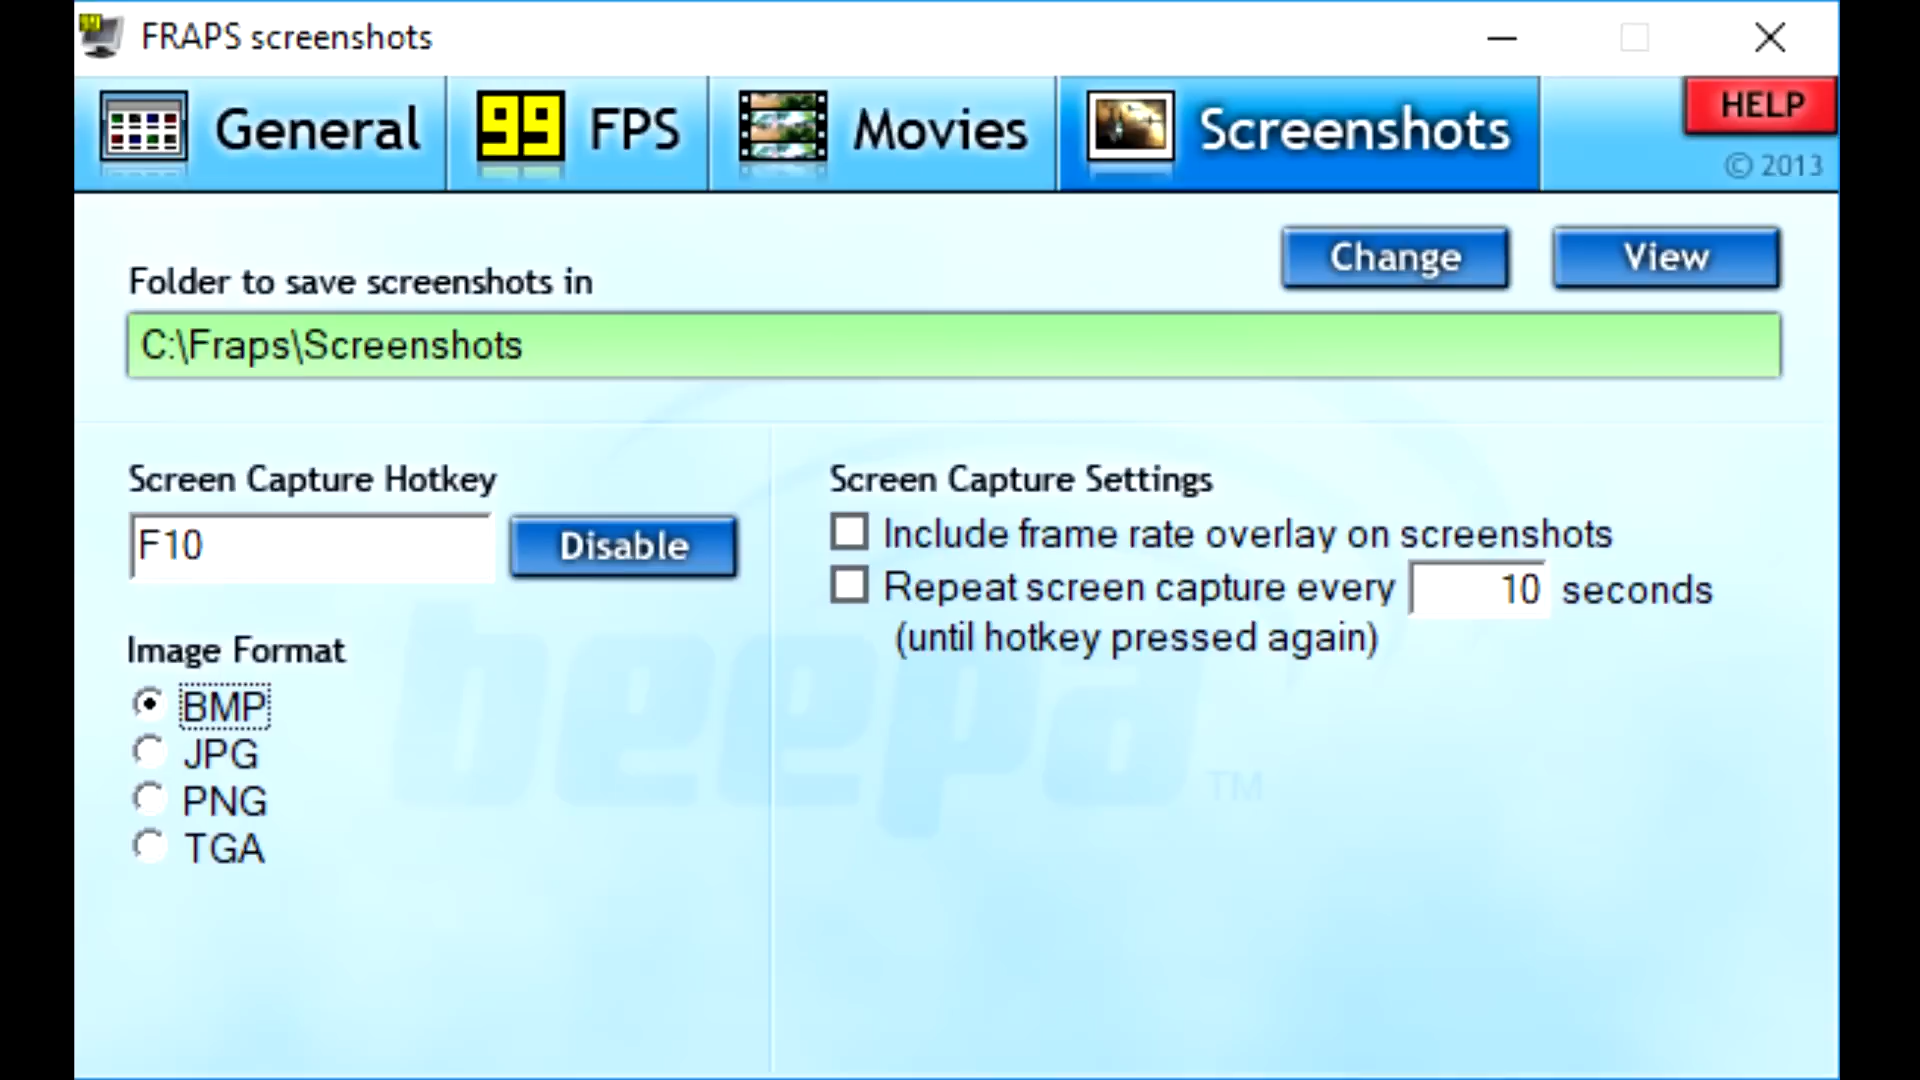 FRAPS screenshots
General
99 FPS
Movies
Screenshots
HELP
© 2013
Change
View
Folder to save screenshots in
C:\Fraps\Screenshots
Screen Capture Hotkey
F10
Disable
Image Format
BMP
JPG
PNG
TGA
Screen Capture Settings
Include frame rate overlay on screenshots
Repeat screen capture every 10 seconds
(until hotkey pressed again)
beepa TM